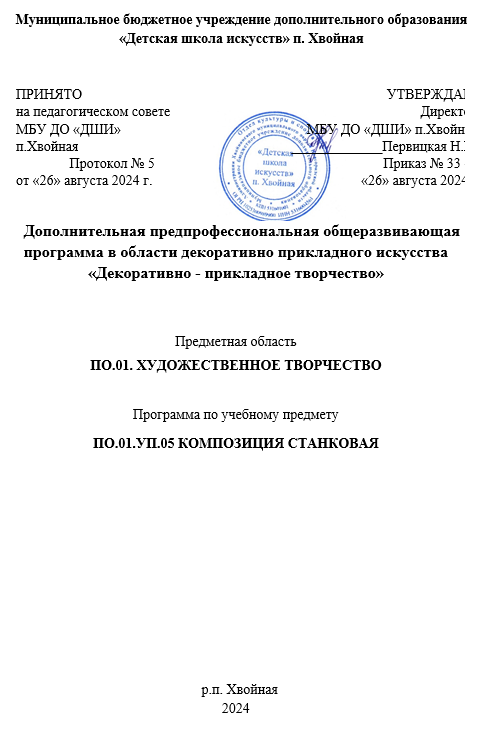 Муниципальное бюджетное учреждение дополнительного образования
«Детская школа искусств» п. Хвойная
ПРИНЯТО УТВЕРЖДАЮ
на педагогическом совете Директ
МБУ ДО «ДШИ» МБУ ДО «ДШИ» п.Хвойн
п.Хвойная Первицкая Н.
Протокол № 5 Приказ № 33
от «26» августа 2024 г. «26» августа 2024
«Детская
школа
искусств»
п. Хвойная
Дополнительная предпрофессиональная общеразвивающая
программа в области декоративно прикладного искусства
«Декоративно - прикладное творчество»
Предметная область
ПО.01. ХУДОЖЕСТВЕННОЕ ТВОРЧЕСТВО
Программа по учебному предмету
ПО.01.УП.05 КОМПОЗИЦИЯ СТАНКОВАЯ
р.п. Хвойная
2024